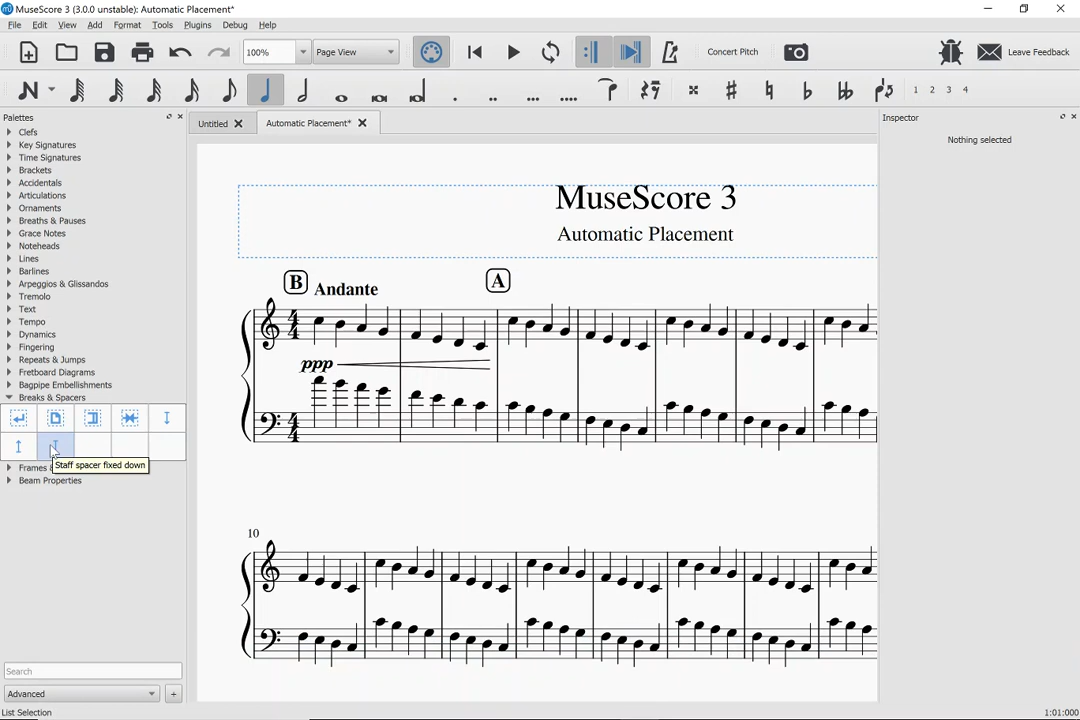 MuseScore 3 (3.0.0 unstable): Automatic Placement*
File Edit View Add Format Tools Plugins Debug Help
100% Page View Concert Pitch Leave Feedback
1 2 3 4
Palettes
Untitled Automatic Placement*
Inspector
Nothing selected
Clefs
Key Signatures
Time Signatures
Brackets
Accidentals
Articulations
Ornaments
Breaths & Pauses
Grace Notes
Noteheads
Lines
Barlines
Arpeggios & Glissandos
Tremolo
Text
Tempo
Dynamics
Fingering
Repeats & Jumps
Fretboard Diagrams
Bagpipe Embellishments
Breaks & Spacers
Staff spacer fixed down
Frames &
Beam Properties
MuseScore 3
Automatic Placement
B Andante A
4
4
ppp
4
4
10
Search
Advanced +
List Selection
1:01:000